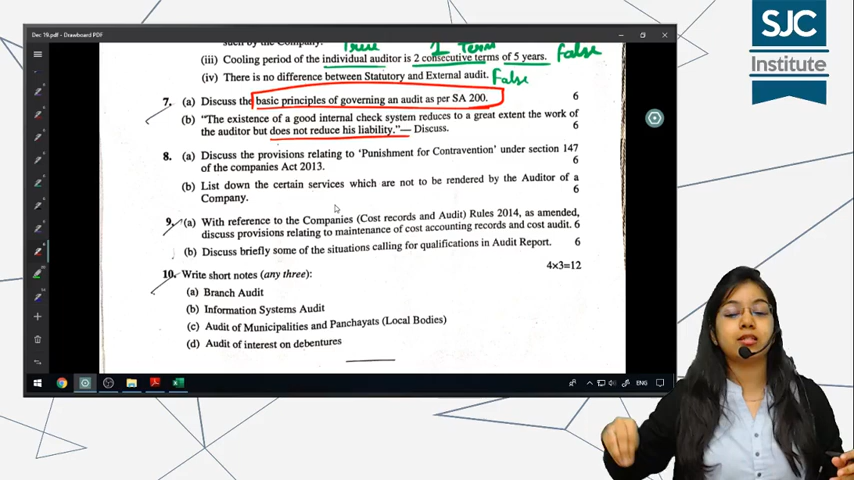 Dec 19.pdf - Drawboard PDF
such by the Company.
True
1 Term
(iii) Cooling period of the individual auditor is 2 consecutive terms of 5 years.
False
(iv) There is no difference between Statutory and External audit.
False
7. (a) Discuss the basic principles of governing an audit as per SA 200. 6
(b) “The existence of a good internal check system reduces to a great extent the work of
the auditor but does not reduce his liability.”— Discuss. 6
8. (a) Discuss the provisions relating to ‘Punishment for Contravention’ under section 147
of the companies Act 2013. 6
(b) List down the certain services which are not to be rendered by the Auditor of a
Company. 6
9. (a) With reference to the Companies (Cost records and Audit) Rules 2014, as amended,
discuss provisions relating to maintenance of cost accounting records and cost audit. 6
(b) Discuss briefly some of the situations calling for qualifications in Audit Report. 6
10. Write short notes (any three): 4×3=12
(a) Branch Audit
(b) Information Systems Audit
(c) Audit of Municipalities and Panchayats (Local Bodies)
(d) Audit of interest on debentures
ENG
SJC
Institute